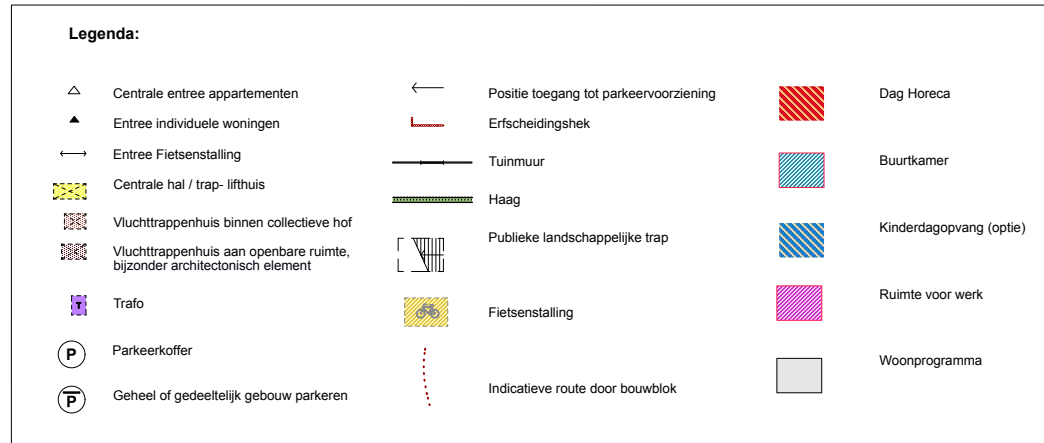 Legenda:
Centrale entree appartementen
Entree individuele woningen
Entree Fietsenstalling
Centrale hal / trap- lifthuis
Vluchttrappenhuis binnen collectieve hof
Vluchttrappenhuis aan openbare ruimte,
bijzonder architectonisch element
T
Trafo
P
Parkeerkoffer
P
Geheel of gedeeltelijk gebouw parkeren
Positie toegang tot parkeervoorziening
Erfscheidingshek
Tuinmuur
Haag
Publieke landschappelijke trap
Fietsenstalling
Indicatieve route door bouwblok
Dag Horeca
Buurtkamer
Kinderdagopvang (optie)
Ruimte voor werk
Woonprogramma